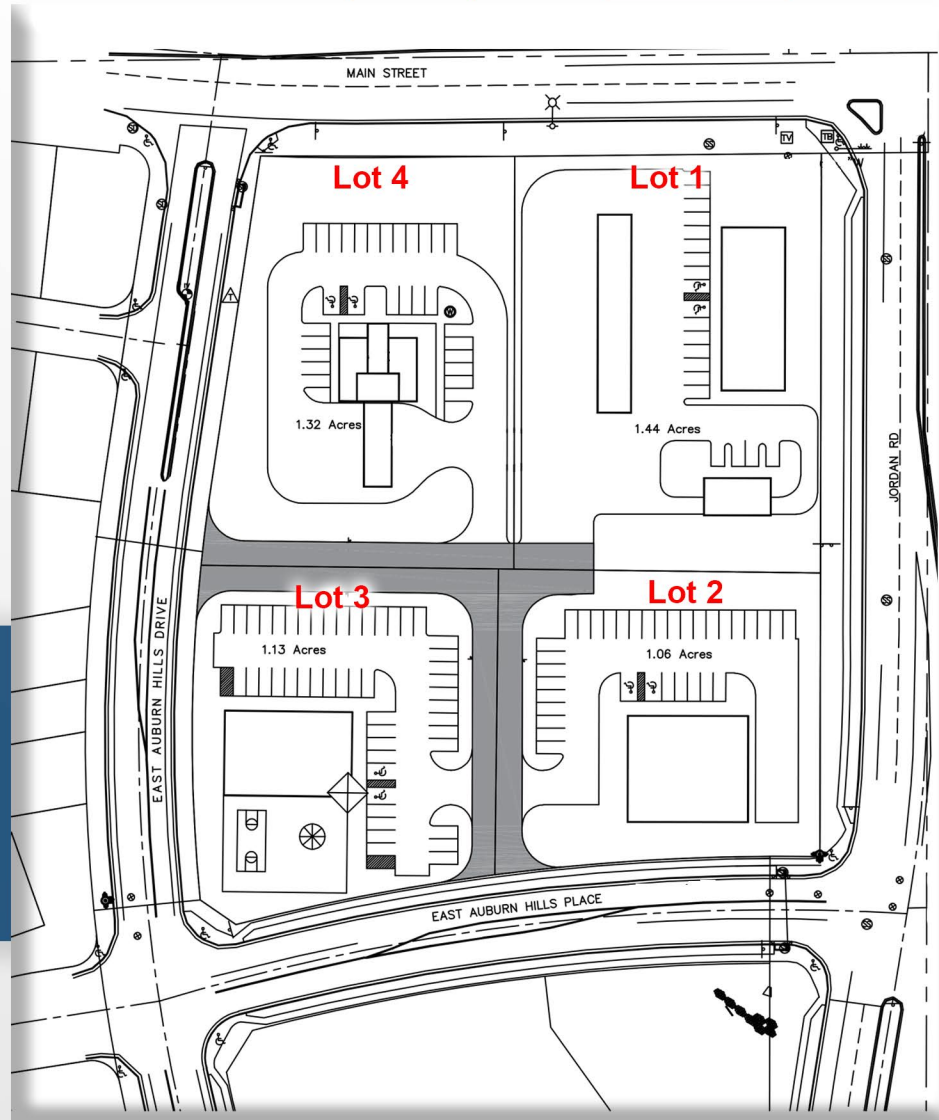 MAIN STREET
TV
TB
Lot 4
Lot 1
T
W
1.32 Acres
1.44 Acres
JORDAN RD
Lot 3
Lot 2
1.13 Acres
1.06 Acres
EAST AUBURN HILLS DRIVE
EAST AUBURN HILLS PLACE